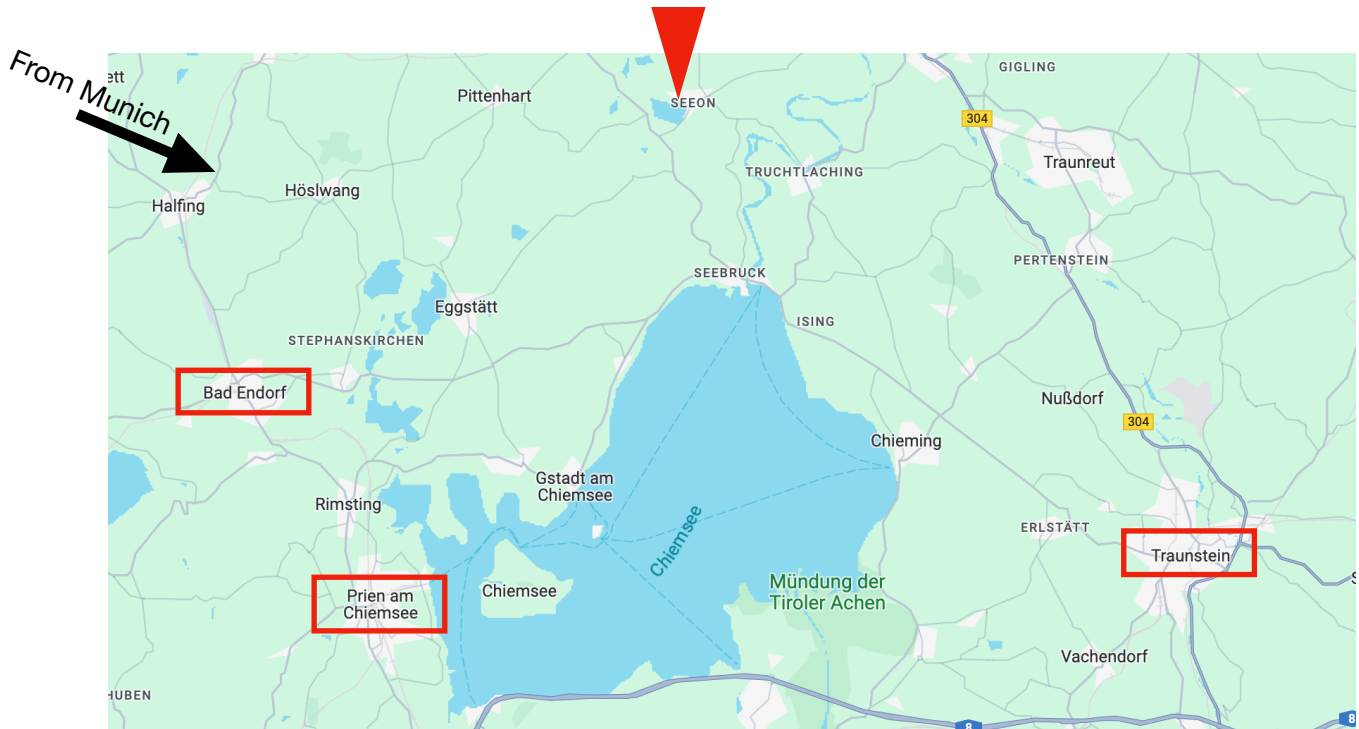 From Munich
ett
Pittenhart
SEEON
GIGLING
304
Traunreut
TRUCHTLACHING
Höslwang
Halfing
PERTENSTEIN
SEEBRUCK
Eggstätt
ISING
STEPHANSKIRCHEN
Bad Endorf
Nußdorf
304
Chieming
Gstadt am
Chiemsee
Rimsting
Chiemsee
ERLSTÄTT
Traunstein
Prien am
Chiemsee
Chiemsee
Mündung der
Tiroler Achen
Vachendorf
HUBEN
8
8
S